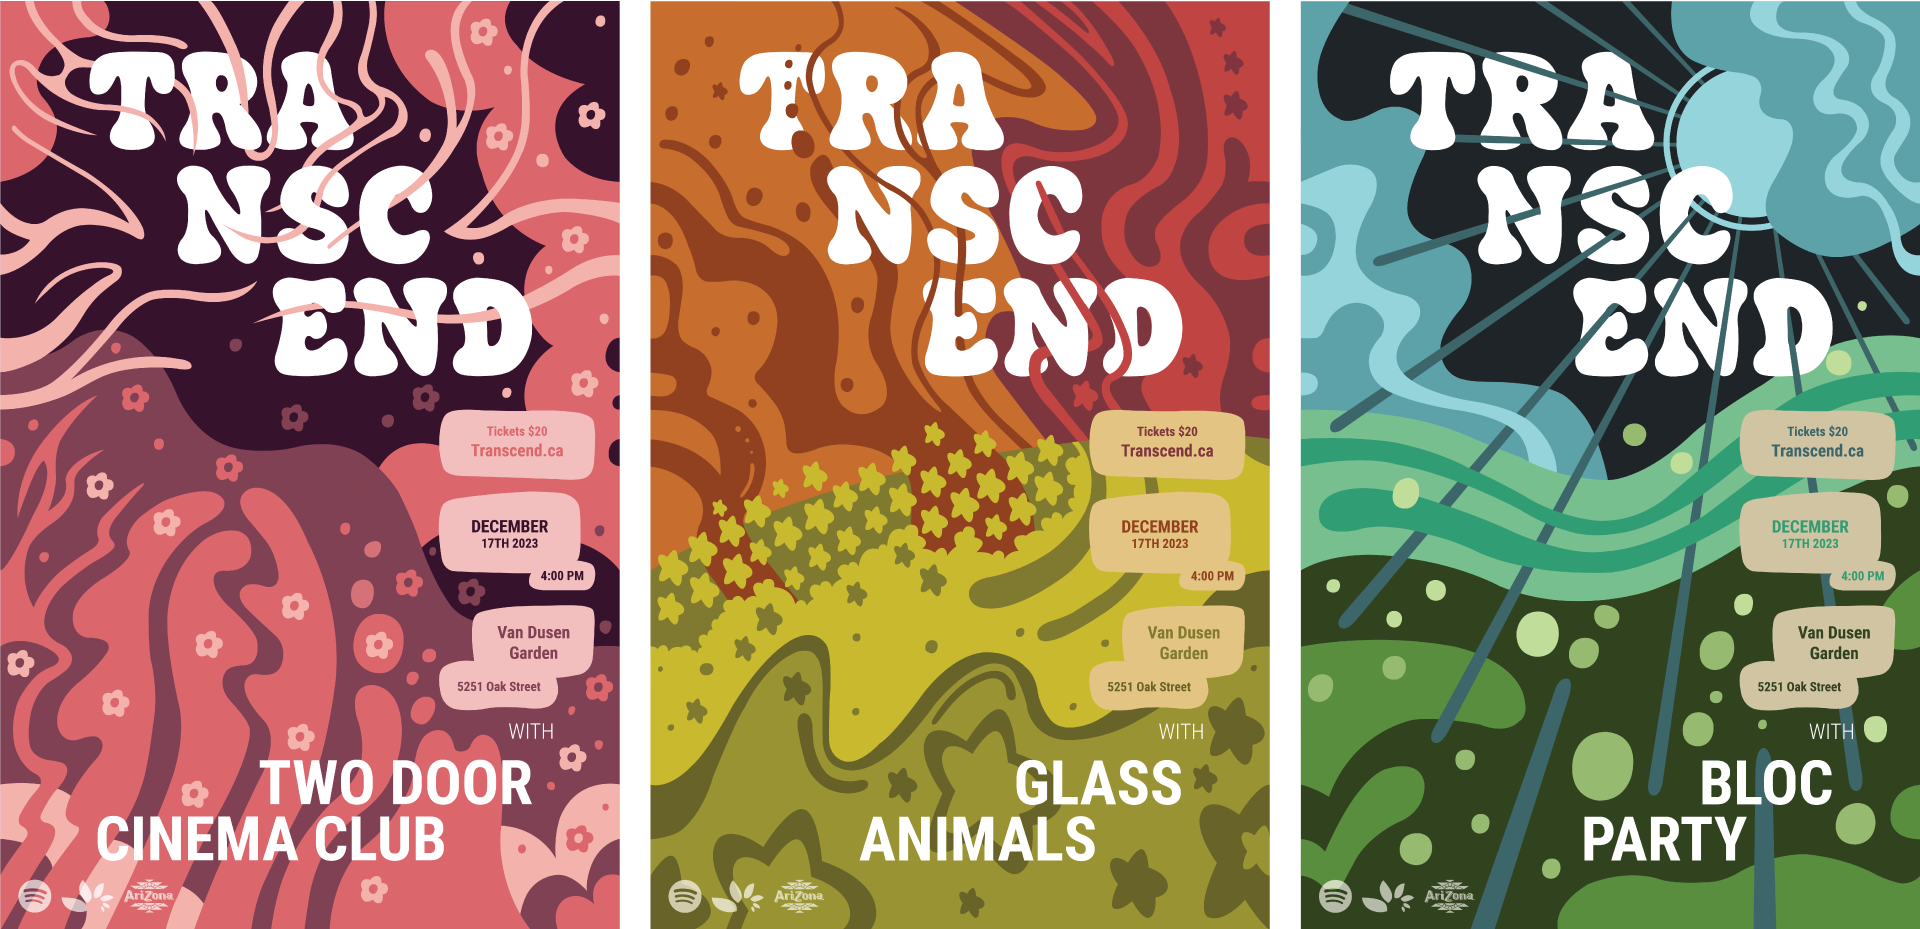 TRA
NSC
END
Tickets $20
Transcend.ca
DECEMBER
17TH 2023
4:00 PM
Van Dusen
Garden
5251 Oak Street
WITH
TWO DOOR
CINEMA CLUB
AriZona
TRA
NSC
END
Tickets $20
Transcend.ca
DECEMBER
17TH 2023
4:00 PM
Van Dusen
Garden
5251 Oak Street
WITH
GLASS
ANIMALS
AriZona
TRA
NSC
END
Tickets $20
Transcend.ca
DECEMBER
17TH 2023
4:00 PM
Van Dusen
Garden
5251 Oak Street
WITH
BLOC
PARTY
AriZona